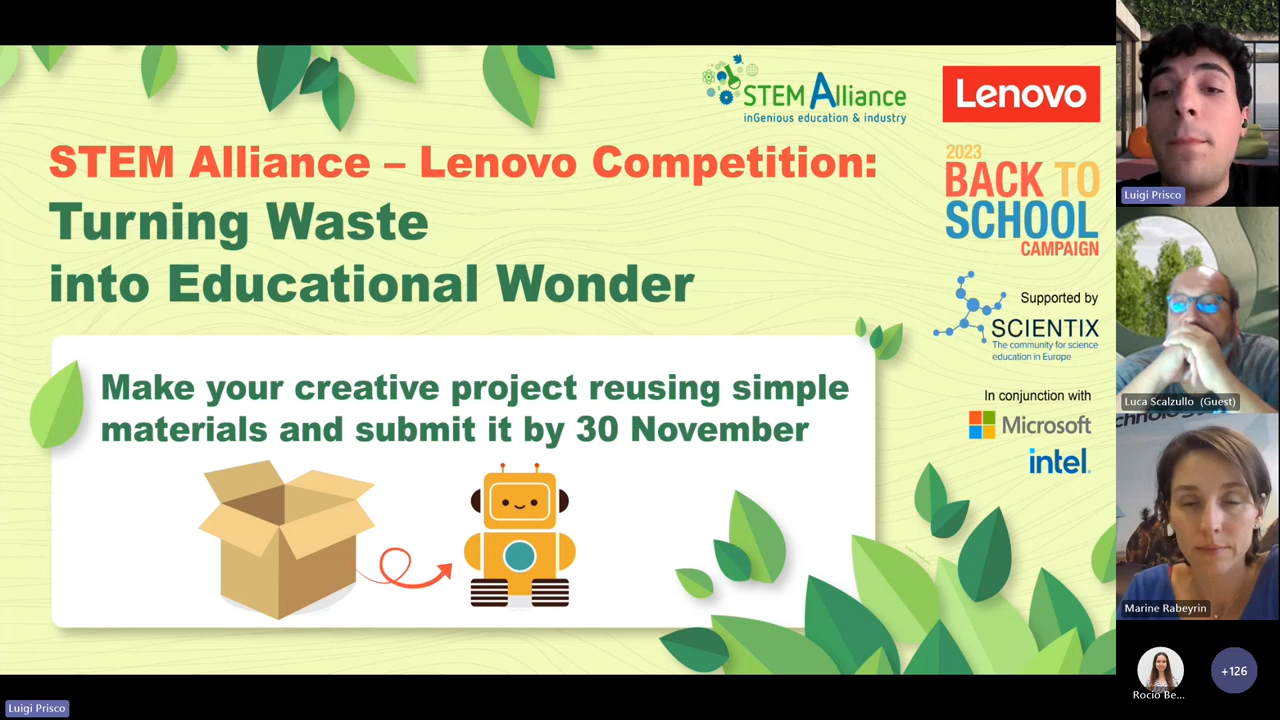 STEM Alliance
inGenious education & industry
Lenovo
STEM Alliance – Lenovo Competition:
Turning Waste
into Educational Wonder
2023
BACK TO
SCHOOL
CAMPAIGN
Supported by
SCIENTIX
The community for science
education in Europe
Make your creative project reusing simple
materials and submit it by 30 November
In conjunction with
Microsoft
intel.
Luigi Prisco
Luca Scalzullo (Guest)
Marine Rabeyrin
Rocio Be...
+126
Luigi Prisco